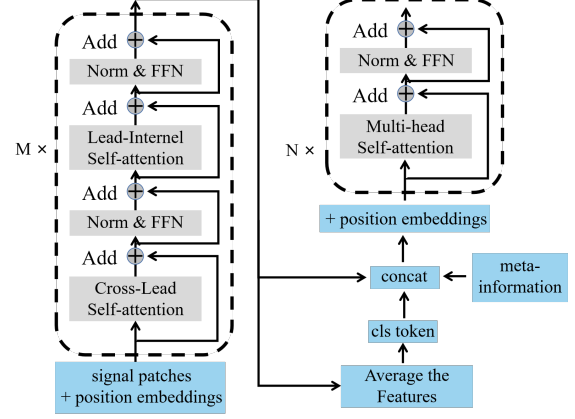 Add
Norm & FFN
Add
Lead-Internel
Self-attention
M ×
Add
Norm & FFN
Add
Cross-Lead
Self-attention
signal patches
+ position embeddings
Add
Norm & FFN
Add
Multi-head
Self-attention
N ×
+ position embeddings
concat
meta-
information
cls token
Average the
Features